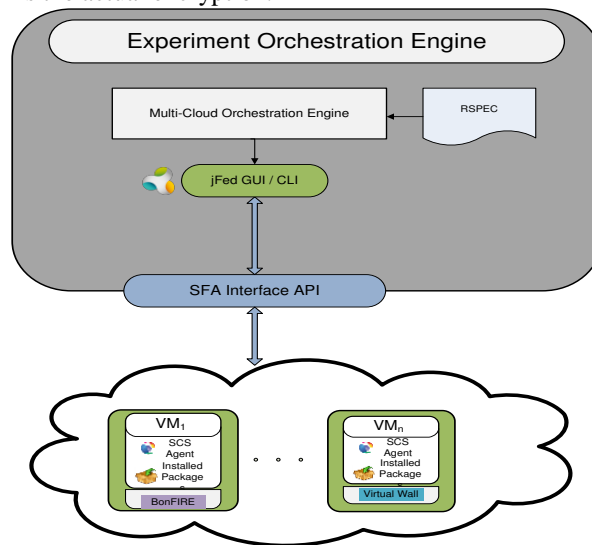 Experiment Orchestration Engine
Multi-Cloud Orchestration Engine
RSPEC
jFed GUI / CLI
SFA Interface API
VM1
SCS
Agent
Installed
Package
BonFIRE
VMn
SCS
Agent
Installed
Package
Virtual Wall